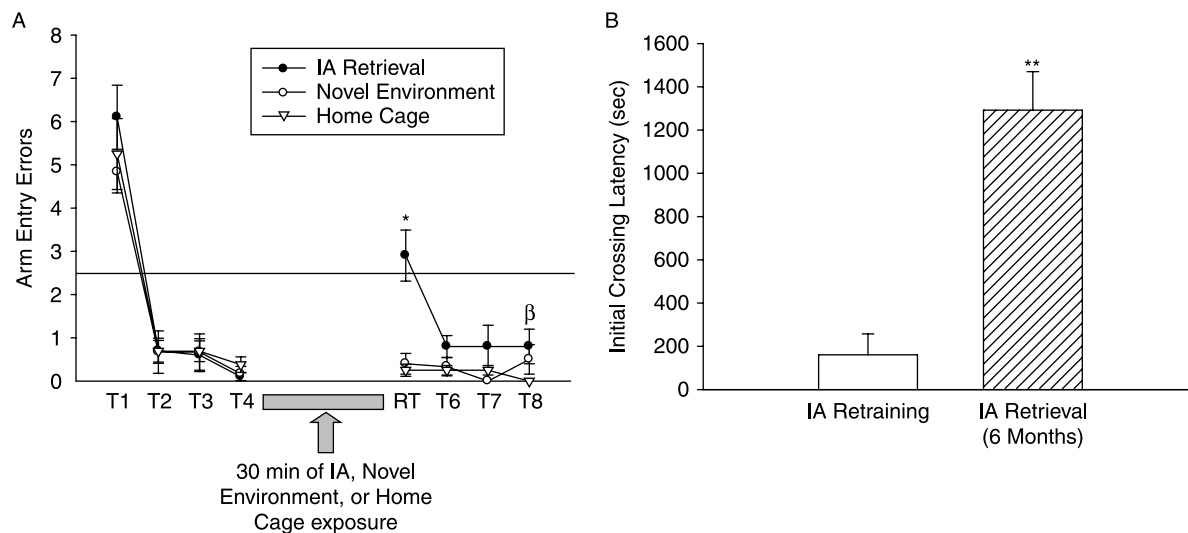 A
Arm Entry Errors
8
7
6
5
4
3
2
1
0
IA Retrieval
Novel Environment
Home Cage
*
β
T1 T2 T3 T4 RT T6 T7 T8
30 min of IA, Novel
Environment, or Home
Cage exposure
B
Initial Crossing Latency (sec)
1600
1400
1200
1000
800
600
400
200
0
**
IA Retraining
IA Retrieval
(6 Months)